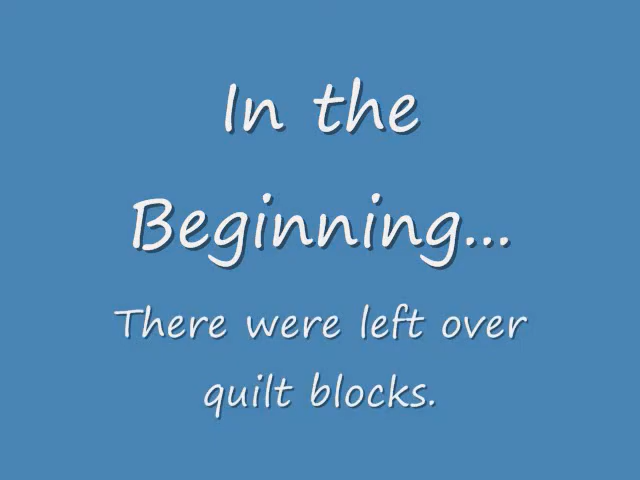 In the
Beginning...
There were left over
quilt blocks.